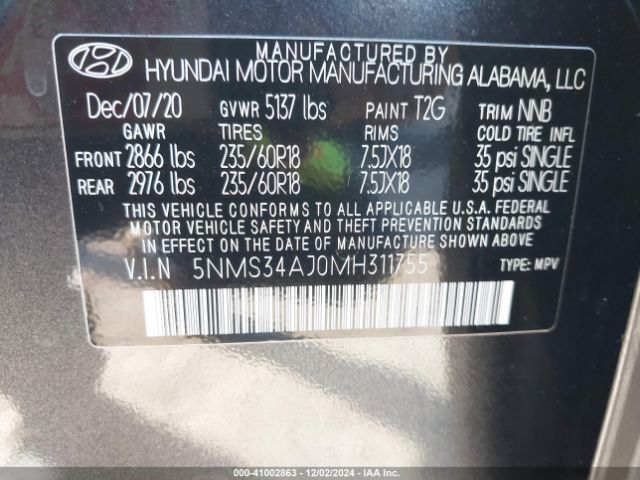 MANUFACTURED BY
HYUNDAI MOTOR MANUFACTURING ALABAMA, LLC
Dec/07/20 GVWR 5137 lbs PAINT T2G TRIM NNB
GAWR TIRES RIMS COLD TIRE INFL
FRONT 2866 lbs 235/60R18 7.5JX18 35 psi SINGLE
REAR 2976 lbs 235/60R18 7.5JX18 35 psi SINGLE
THIS VEHICLE CONFORMS TO ALL APPLICABLE U.S.A. FEDERAL
MOTOR VEHICLE SAFETY AND THEFT PREVENTION STANDARDS
IN EFFECT ON THE DATE OF MANUFACTURE SHOWN ABOVE.
V.I.N 5NMS34AJ0MH311755 TYPE: MPV
000-41002863 - 12/02/2024 - IAA Inc.